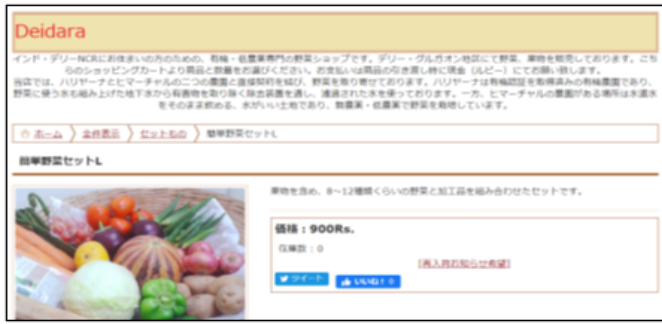 Deidara
インド・デリーNCRにお住まいの方のための、有機・低農薬専門の野菜ショップです。デリー・グルガオン地区にて野菜、果物を販売しております。こち
らのショッピングカートより商品と数量をお選びください。お支払いは商品の引き渡し時に現金（ルピー）にてお願い致します。
当店では、ハリヤーナとヒマーチャルの二つの農園と直接契約を結び、野菜を取り寄せております。ハリヤーナは有機認証を取得済みの有機農園であり、
野菜に使う水も組み上げた地下水から有害物を取り除く除去装置を通し、濾過された水を使っております。一方、ヒマーチャルの農園がある場所は水道水
をそのまま飲める、水がいい土地であり、無農薬・低農薬で野菜を栽培しています。
ホーム 〉 全件表示 〉 セットもの 〉 簡単野菜セットL
簡単野菜セットL
果物を含め、8～12種類くらいの野菜と加工品を組み合わせたセットです。
価格：900Rs.
在庫数：0
[再入荷お知らせ希望]
ツイート
いいね！ 0